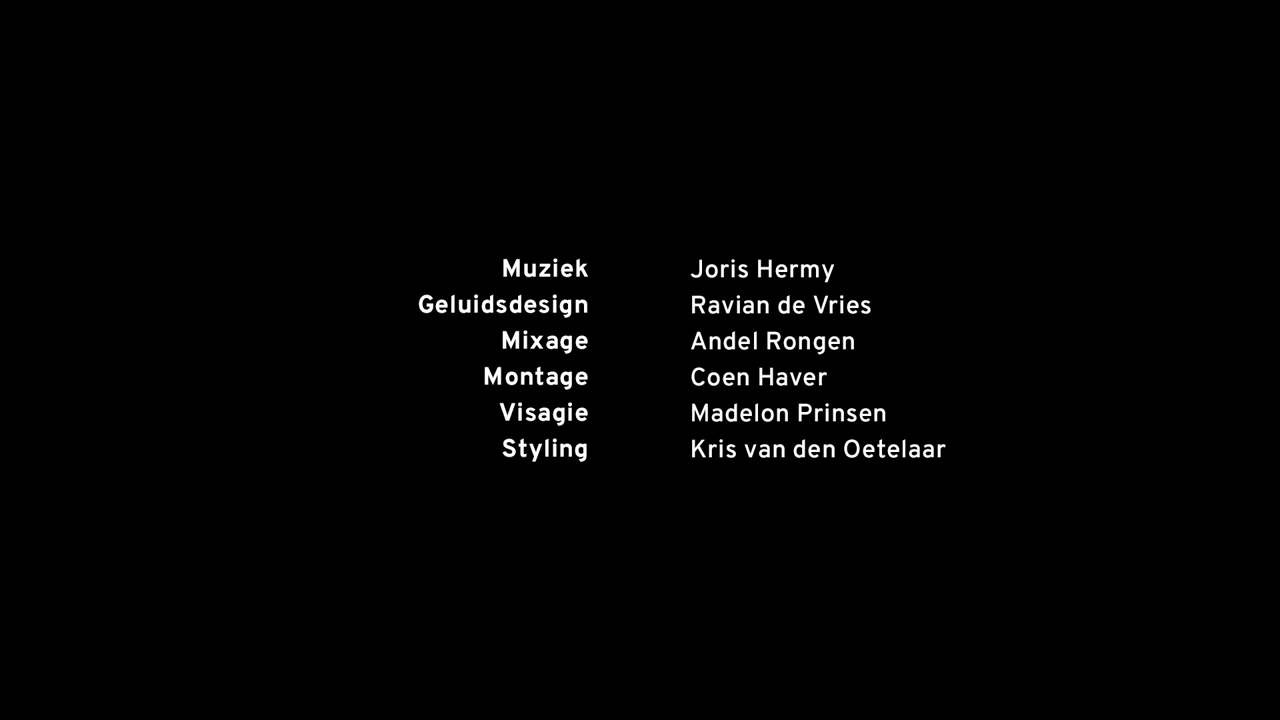 Muziek Joris Hermy
Geluidsdesign Ravian de Vries
Mixage Andel Rongen
Montage Coen Haver
Visagie Madelon Prinsen
Styling Kris van den Oetelaar